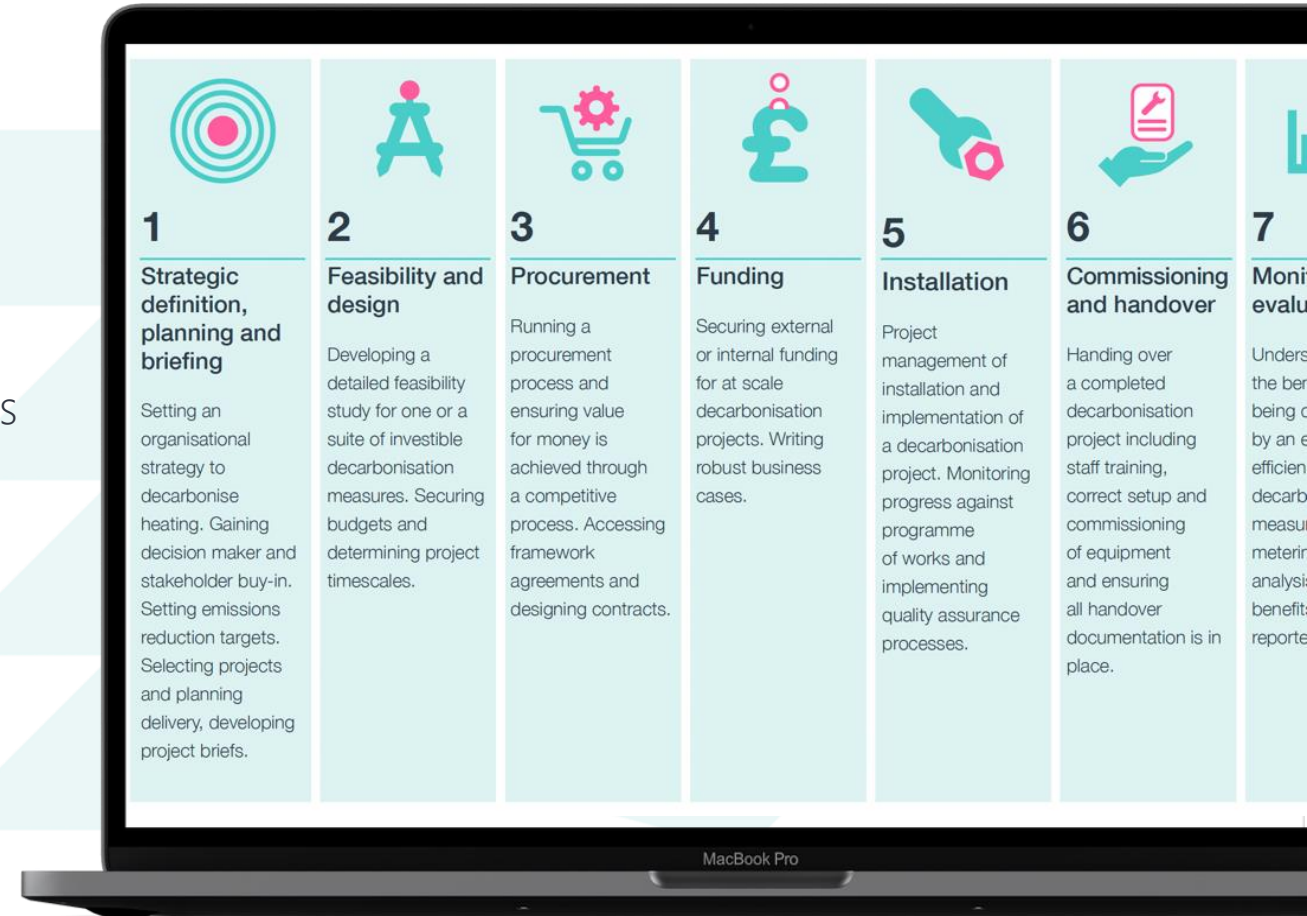 s
1
Strategic
definition,
planning and
briefing
Setting an
organisational
strategy to
decarbonise
heating. Gaining
decision maker and
stakeholder buy-in.
Setting emissions
reduction targets.
Selecting projects
and planning
delivery, developing
project briefs.
2
Feasibility and
design
Developing a
detailed feasibility
study for one or a
suite of investible
decarbonisation
measures. Securing
budgets and
determining project
timescales.
3
Procurement
Running a
procurement
process and
ensuring value
for money is
achieved through
a competitive
process. Accessing
framework
agreements and
designing contracts.
4
Funding
Securing external
or internal funding
for at scale
decarbonisation
projects. Writing
robust business
cases.
5
Installation
Project
management of
installation and
implementation of
a decarbonisation
project. Monitoring
progress against
programme
of works and
implementing
quality assurance
processes.
6
Commissioning
and handover
Handing over
a completed
decarbonisation
project including
staff training,
correct setup and
commissioning
of equipment
and ensuring
all handover
documentation is in
place.
7
the
being
by an
MacBook Pro